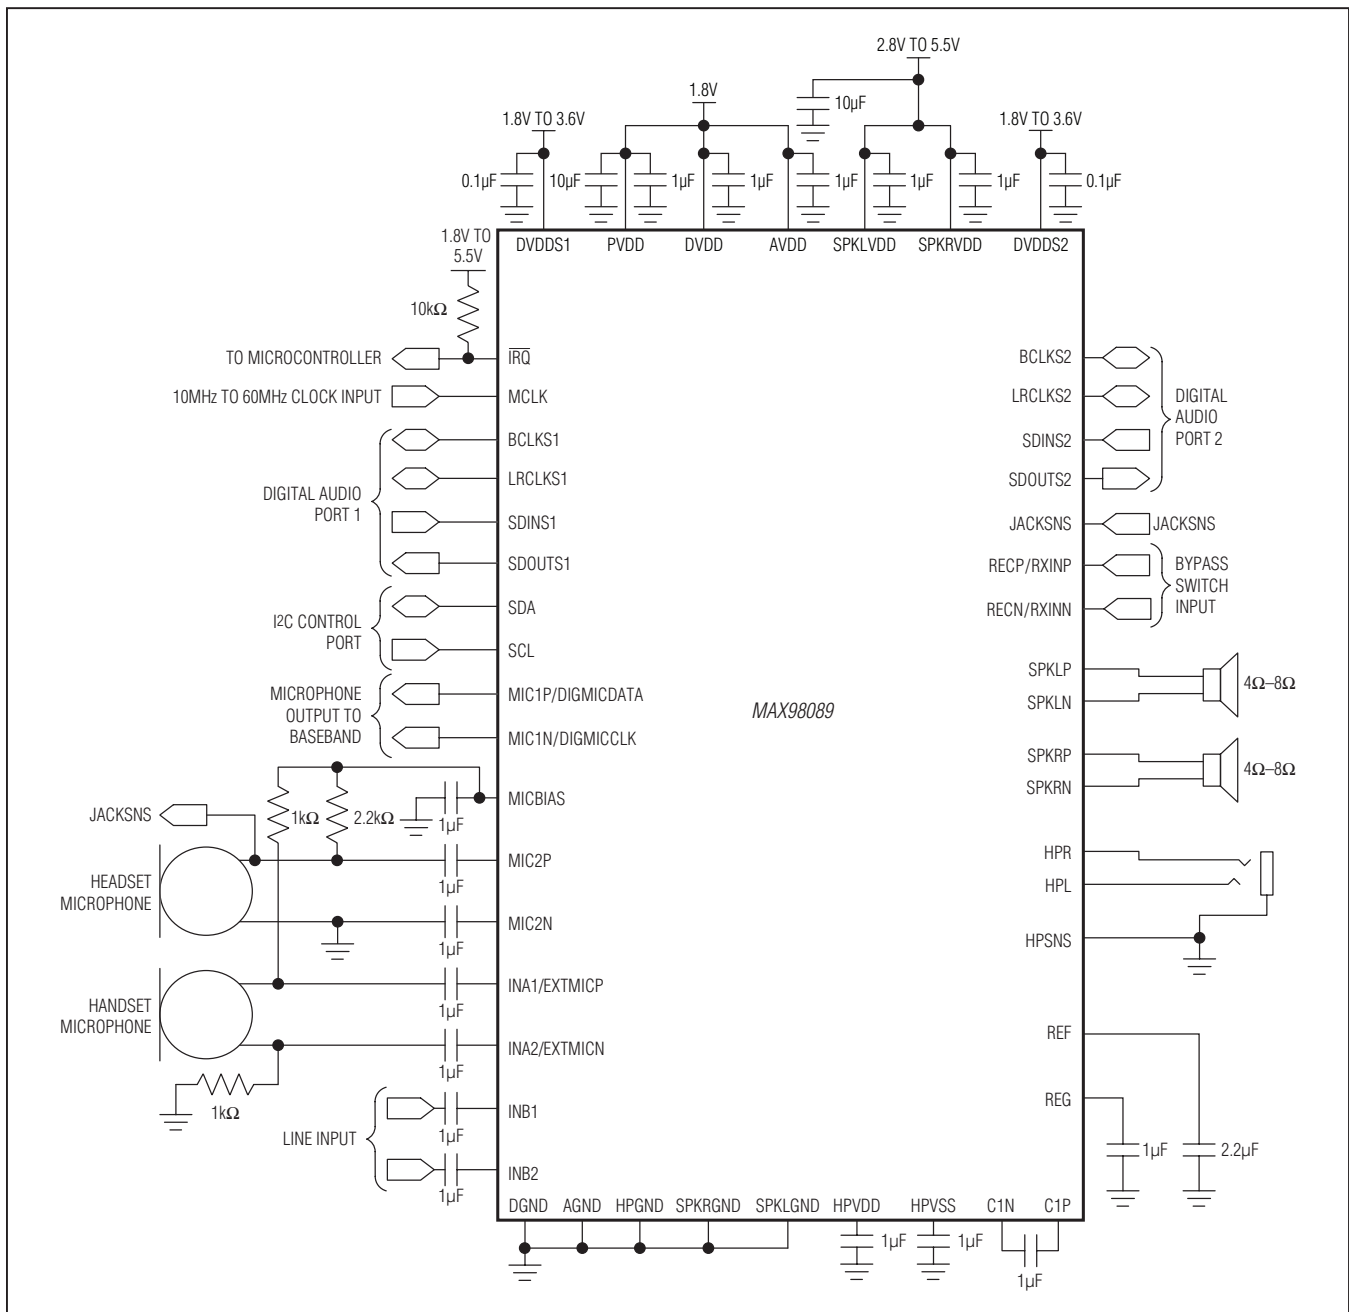 2.8V TO 5.5V
1.8V
10µF
1.8V TO 3.6V
1.8V TO 3.6V
0.1µF
10µF
1µF
1µF
1µF
1µF
1µF
0.1µF
1.8V TO
5.5V
DVDDS1
PVDD
DVDD
AVDD
SPKLVDD
SPKRVDD
DVDDS2
10kΩ
TO MICROCONTROLLER
IRQ
BCLKS2
10MHz TO 60MHz CLOCK INPUT
MCLK
LRCLKS2
DIGITAL
AUDIO
PORT 2
BCLKS1
SDINS2
LRCLKS1
SDOUTS2
DIGITAL AUDIO
PORT 1
SDINS1
JACKSNS
JACKSNS
SDOUTS1
RECP/RXINP
BYPASS
SWITCH
INPUT
SDA
RECN/RXINN
I2C CONTROL
PORT
SCL
SPKLP
4Ω–8Ω
SPKLN
MICROPHONE
OUTPUT TO
BASEBAND
MIC1P/DIGMICDATA
MAX98089
MIC1N/DIGMICCLK
SPKRP
4Ω–8Ω
SPKRN
MICBIAS
JACKSNS
1kΩ
2.2kΩ
1µF
MIC2P
HPR
1µF
HPL
HEADSET
MICROPHONE
MIC2N
1µF
HPSNS
INA1/EXTMICP
1µF
HANDSET
MICROPHONE
REF
INA2/EXTMICN
1µF
1kΩ
REG
INB1
1µF
LINE INPUT
1µF
2.2µF
INB2
1µF
DGND
AGND
HPGND
SPKRGND
SPKLGND
HPVDD
HPVSS
C1N
C1P
1µF
1µF
1µF